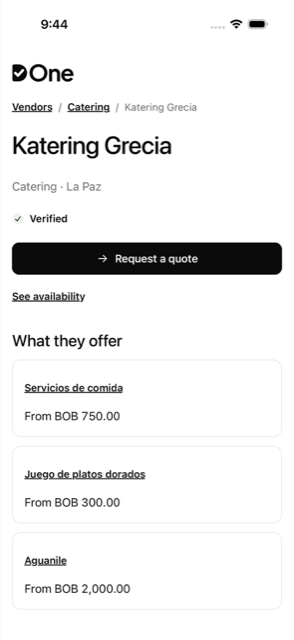 9:44
One
Vendors / Catering / Katering Grecia
Katering Grecia
Catering · La Paz
Verified
→ Request a quote
See availability
What they offer
Servicios de comida
From BOB 750.00
Juego de platos dorados
From BOB 300.00
Aguanile
From BOB 2,000.00